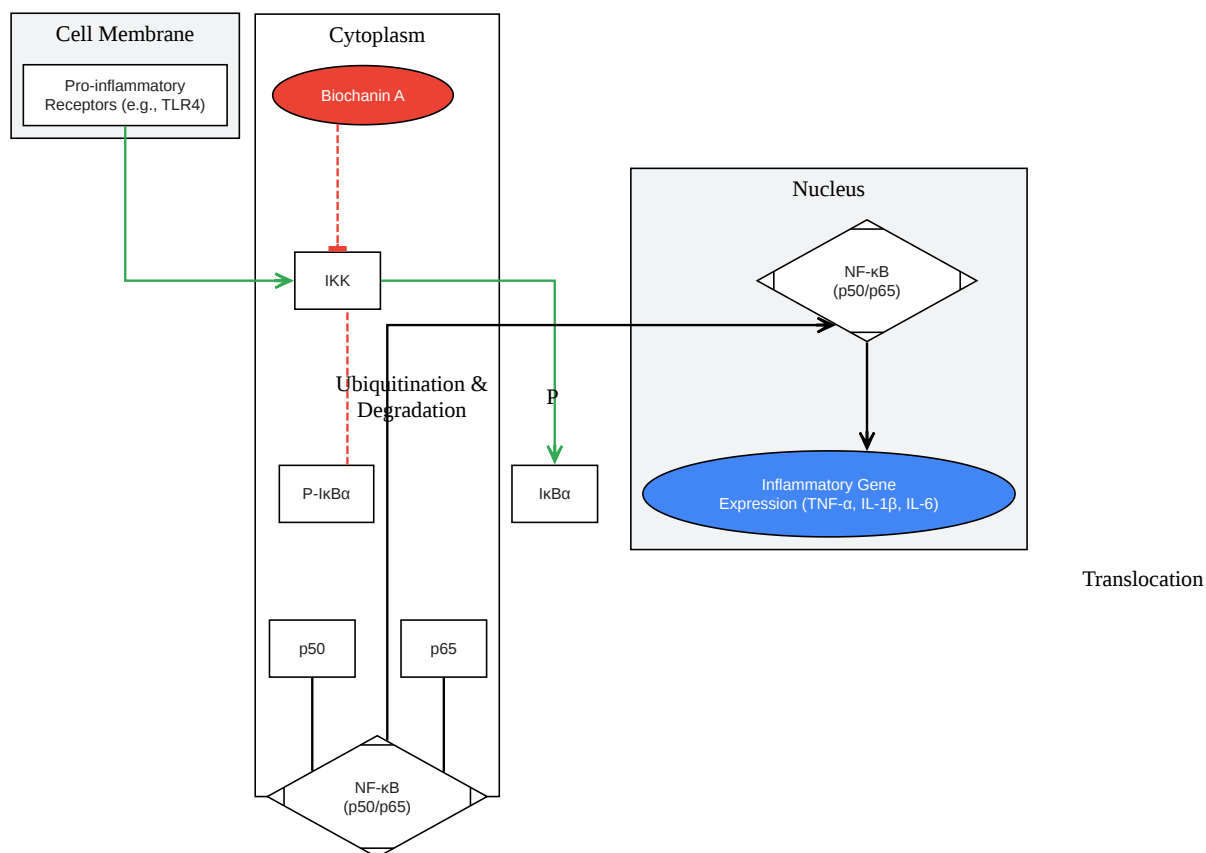 Cell Membrane
Pro-inflammatory
Receptors (e.g., TLR4)
Cytoplasm
Biochanin A
IKK
Ubiquitination &
Degradation
P
P-IκBα
IκBα
p50
p65
NF-κB
(p50/p65)
Nucleus
NF-κB
(p50/p65)
Inflammatory Gene
Expression (TNF-α, IL-1β, IL-6)
Translocation